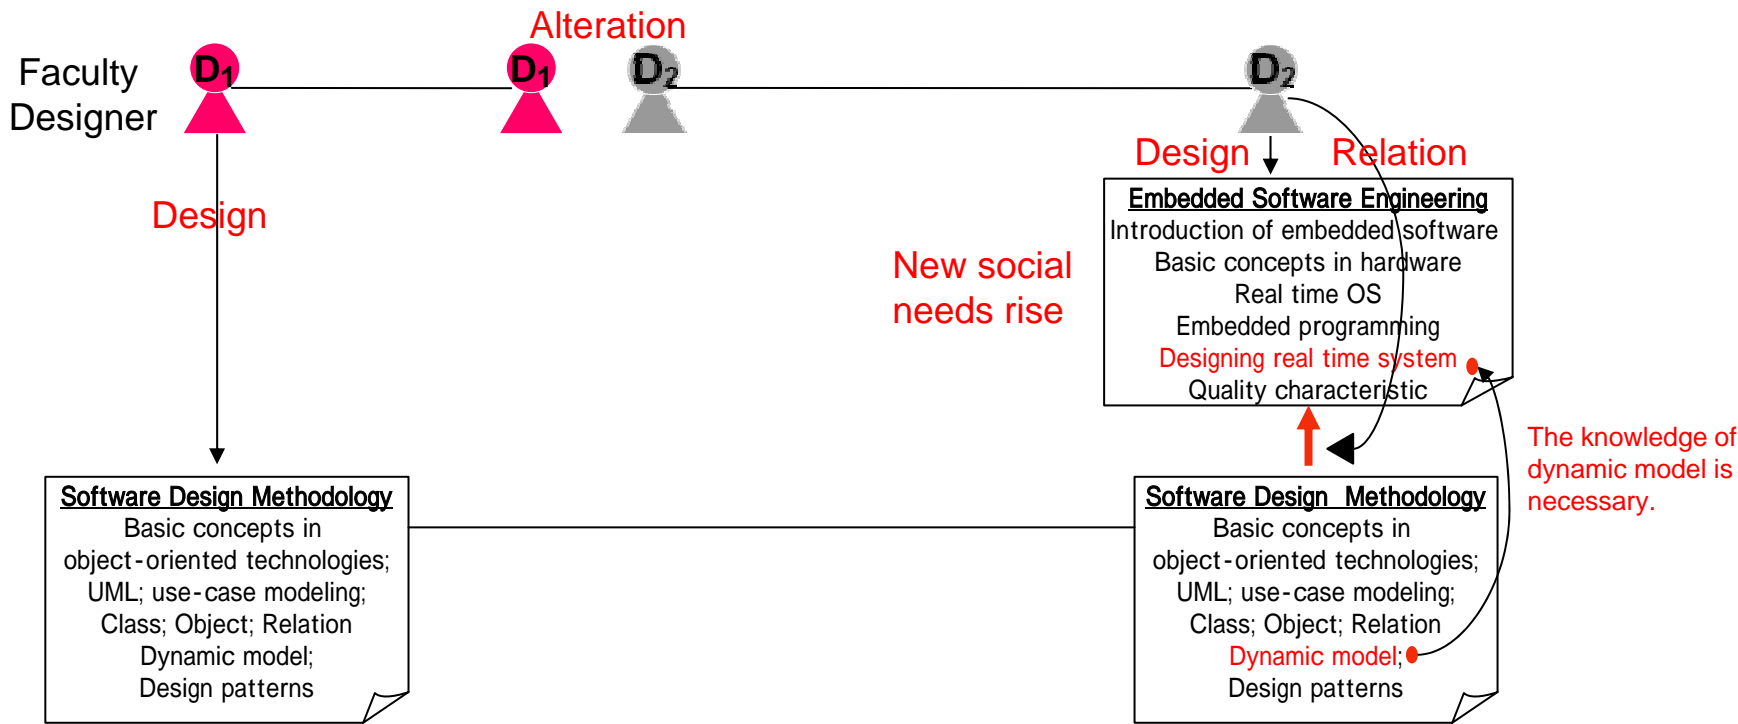 Alteration
Faculty
Designer
D1
D1
D2
D2
Design
Relation
Design
Embedded Software Engineering
Introduction of embedded software
Basic concepts in hardware
Real time OS
Embedded programming
Designing real time system
Quality characteristic
New social
needs rise
The knowledge of
dynamic model is
necessary.
Software Design Methodology
Basic concepts in
object-oriented technologies;
UML; use-case modeling;
Class; Object; Relation
Dynamic model;
Design patterns
Software Design Methodology
Basic concepts in
object-oriented technologies;
UML; use-case modeling;
Class; Object; Relation
Dynamic model;
Design patterns